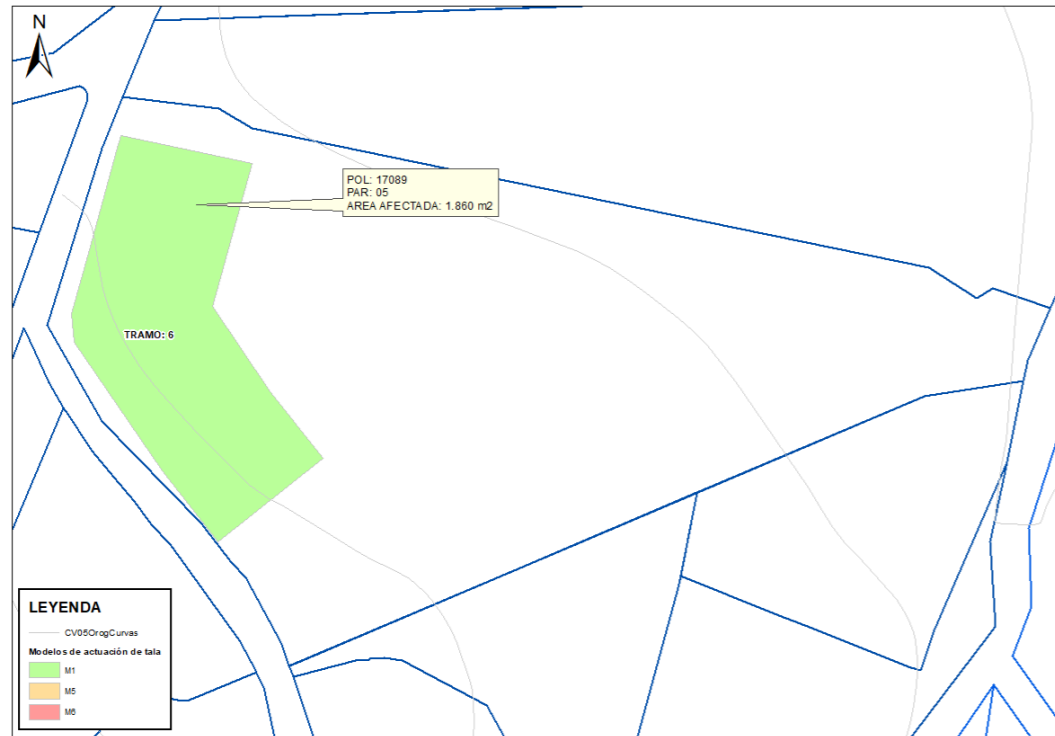 N
POL: 17089
PAR: 05
AREA AFECTADA: 1.860 m2
TRAMO: 6
LEYENDA
CV05OrogCurvas
Modelos de actuación de tala
M1
M5
M6